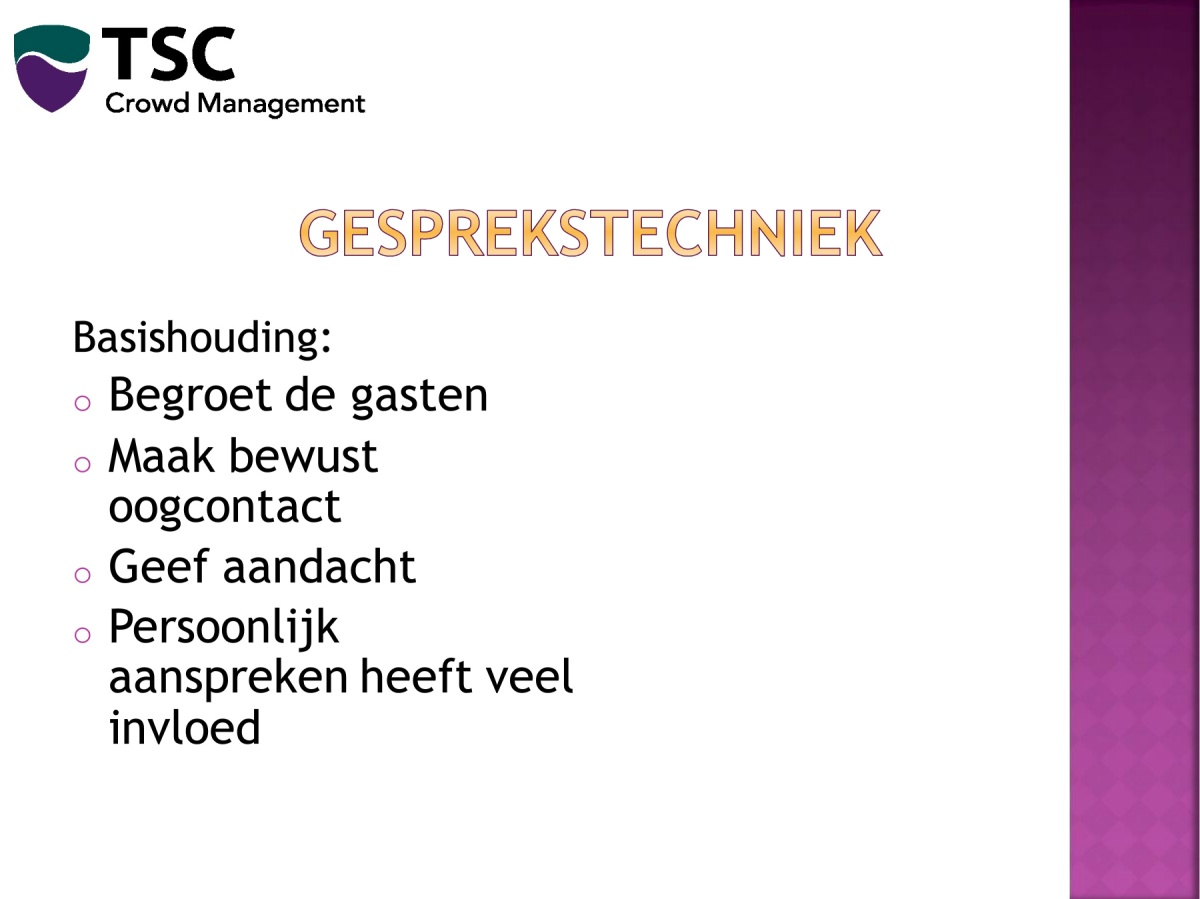 TSC
Crowd Management
GESPREKSTECHNIEK
Basishouding:
o Begroet de gasten
o Maak bewust
oogcontact
o Geef aandacht
o Persoonlijk
aanspreken heeft veel
invloed